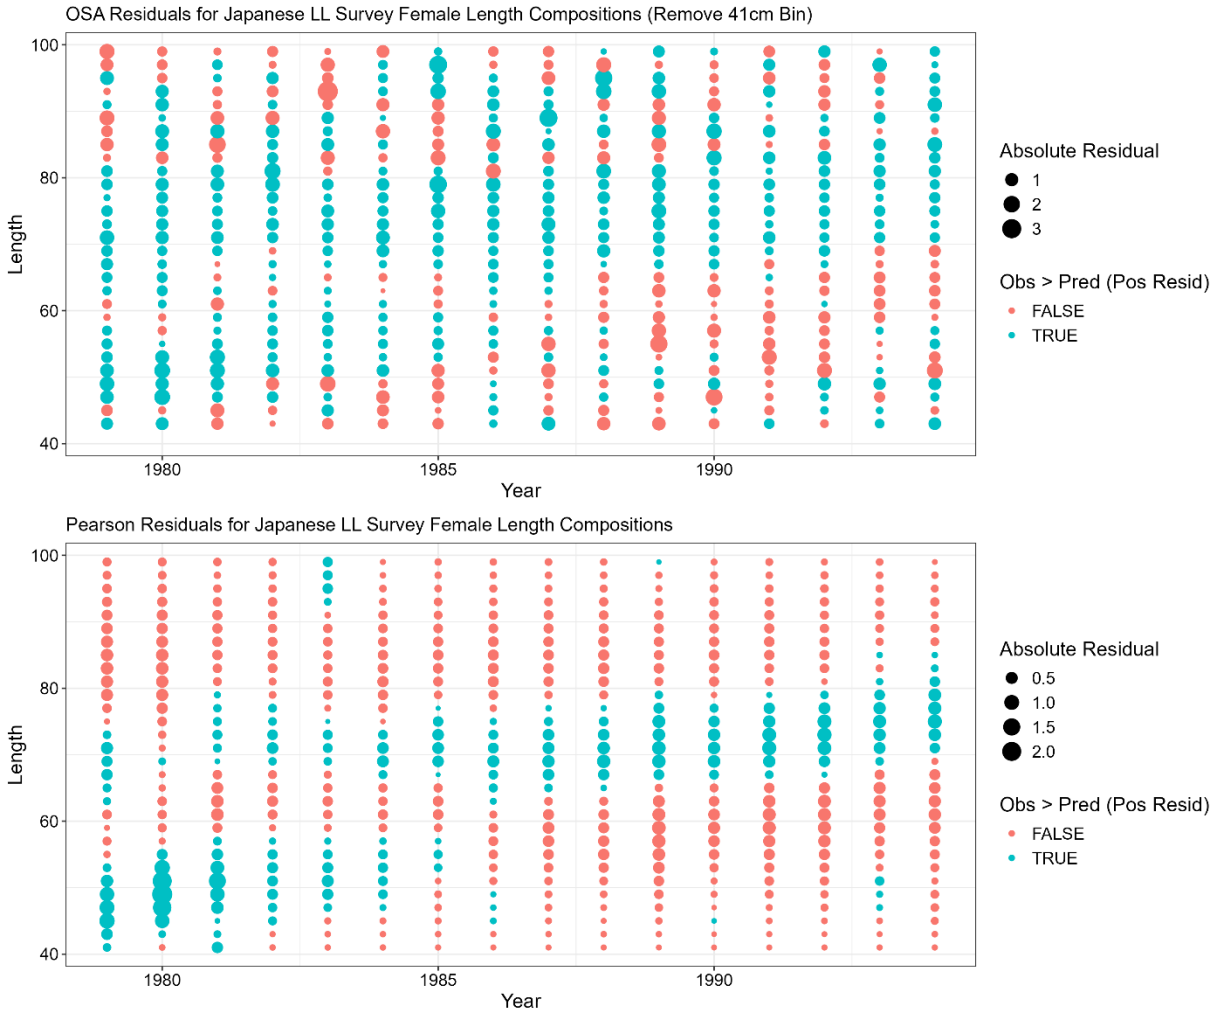 OSA Residuals for Japanese LL Survey Female Length Compositions (Remove 41cm Bin)
100
80
60
40
Length
1980
1985
1990
Year
Absolute Residual
1
2
3
Obs > Pred (Pos Resid)
FALSE
TRUE
Pearson Residuals for Japanese LL Survey Female Length Compositions
100
80
60
40
Length
1980
1985
1990
Year
Absolute Residual
0.5
1.0
1.5
2.0
Obs > Pred (Pos Resid)
FALSE
TRUE